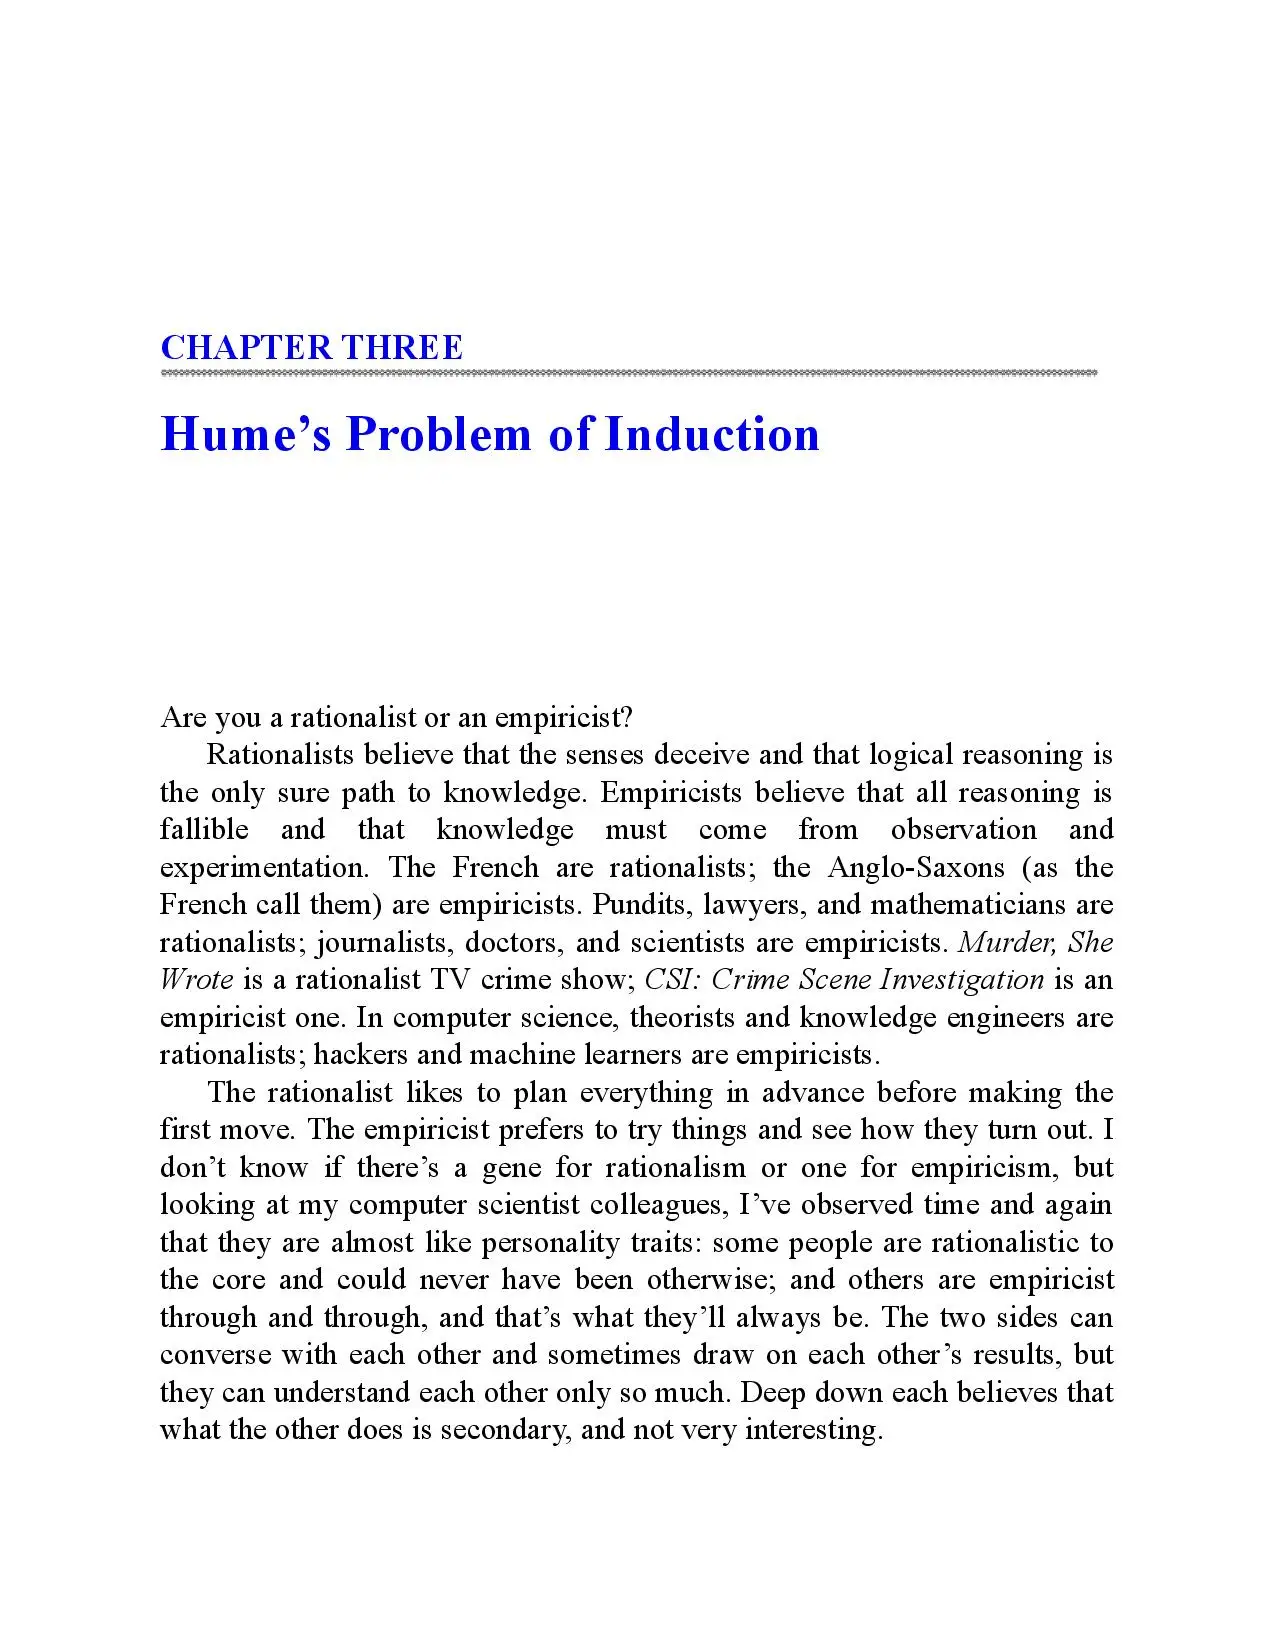 CHAPTER THREE
Hume’s Problem of Induction
Are you a rationalist or an empiricist?
Rationalists believe that the senses deceive and that logical reasoning is
the only sure path to knowledge. Empiricists believe that all reasoning is
fallible and that knowledge must come from observation and
experimentation. The French are rationalists; the Anglo-Saxons (as the
French call them) are empiricists. Pundits, lawyers, and mathematicians are
rationalists; journalists, doctors, and scientists are empiricists. Murder, She
Wrote is a rationalist TV crime show; CSI: Crime Scene Investigation is an
empiricist one. In computer science, theorists and knowledge engineers are
rationalists; hackers and machine learners are empiricists.
The rationalist likes to plan everything in advance before making the
first move. The empiricist prefers to try things and see how they turn out. I
don’t know if there’s a gene for rationalism or one for empiricism, but
looking at my computer scientist colleagues, I’ve observed time and again
that they are almost like personality traits: some people are rationalistic to
the core and could never have been otherwise; and others are empiricist
through and through, and that’s what they’ll always be. The two sides can
converse with each other and sometimes draw on each other’s results, but
they can understand each other only so much. Deep down each believes that
what the other does is secondary, and not very interesting.